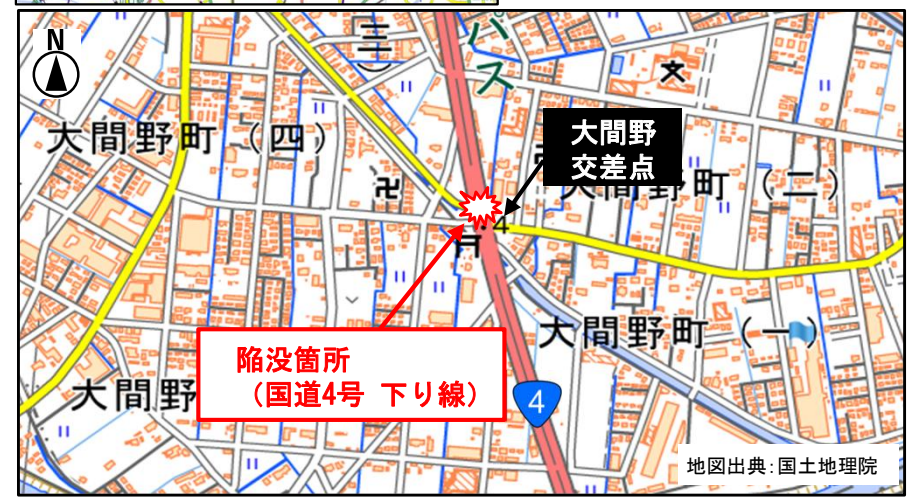 N
バス
大間野町(四)
大間野
交差点
大間野町(二)
4
陥没箇所
(国道4号 下り線)
大間野町(一)
大間野
4
地図出典:国土地理院